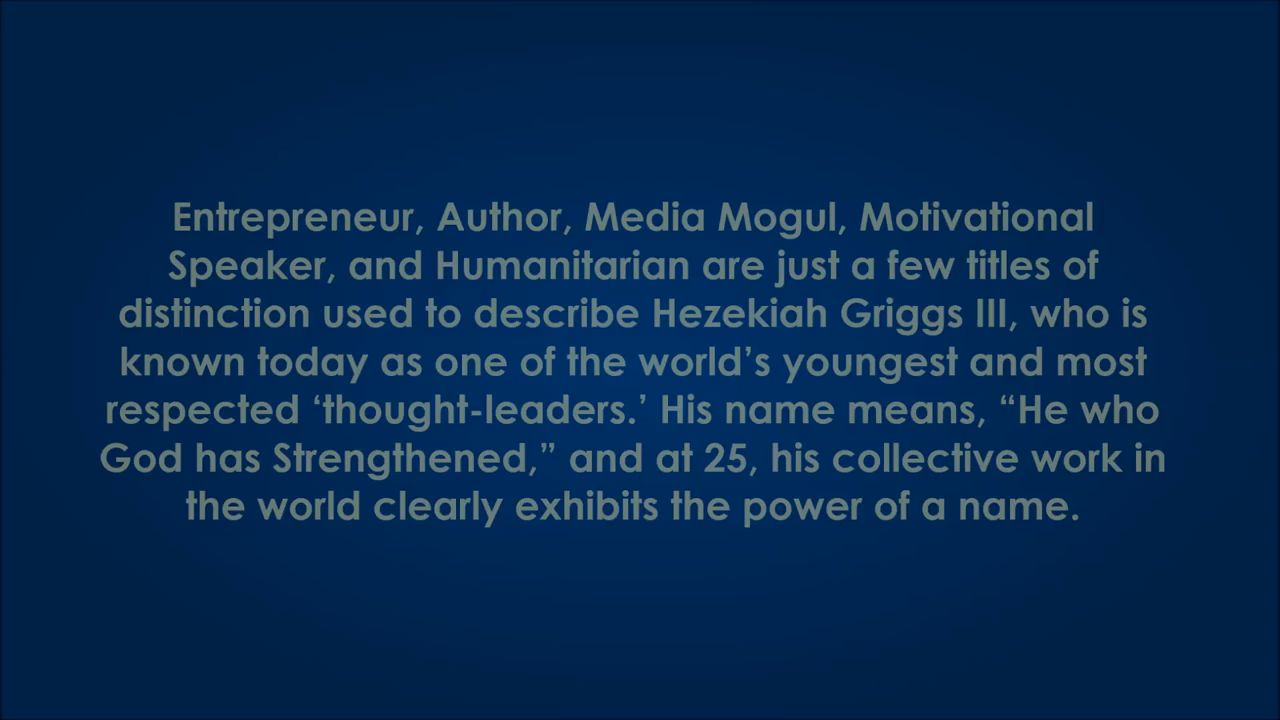 Entrepreneur, Author, Media Mogul, Motivational
Speaker, and Humanitarian are just a few titles of
distinction used to describe Hezekiah Griggs III, who is
known today as one of the world’s youngest and most
respected ‘thought-leaders.’ His name means, “He who
God has Strengthened,” and at 25, his collective work in
the world clearly exhibits the power of a name.